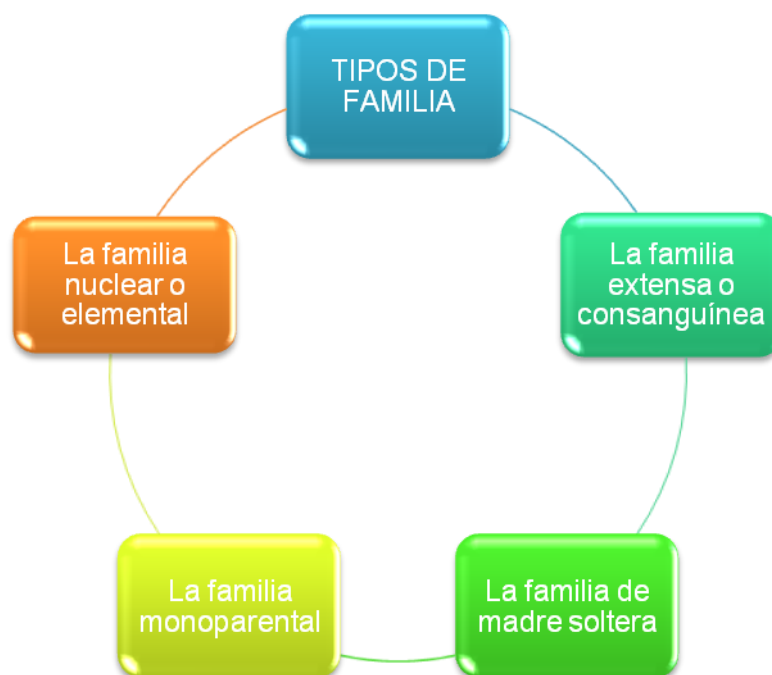 TIPOS DE
FAMILIA
La familia
nuclear o
elemental
La familia
extensa o
consanguínea
La familia
monoparental
La familia de
madre soltera